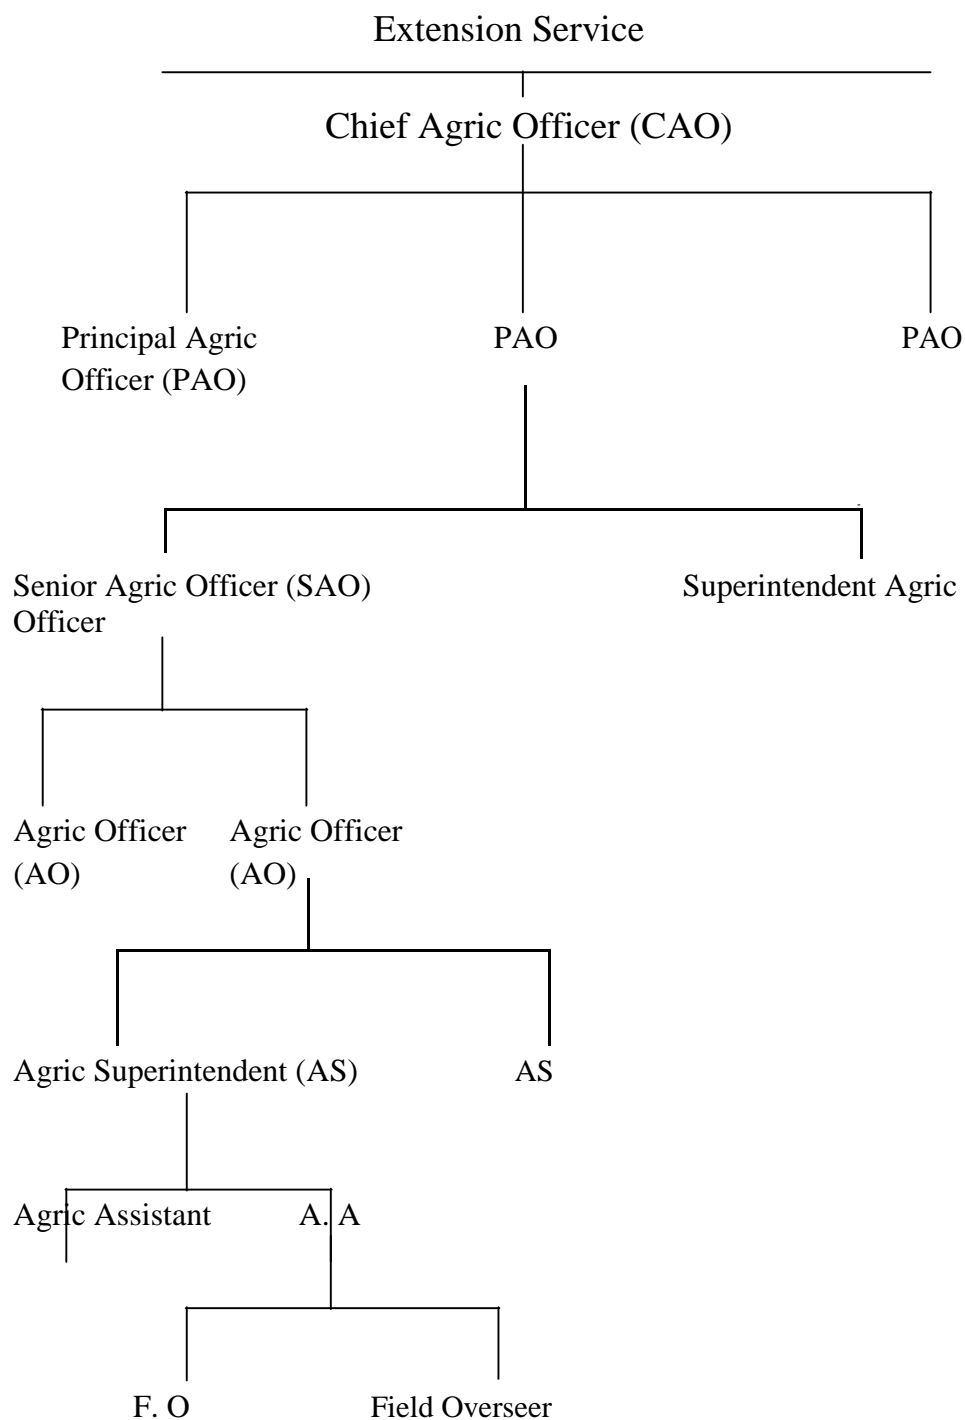 Extension Service
Chief Agric Officer (CAO)
Principal Agric
Officer (PAO)
PAO
PAO
Senior Agric Officer (SAO)
Officer
Superintendent Agric
Agric Officer
(AO)
Agric Officer
(AO)
Agric Superintendent (AS)
AS
Agric Assistant
A. A
F. O
Field Overseer